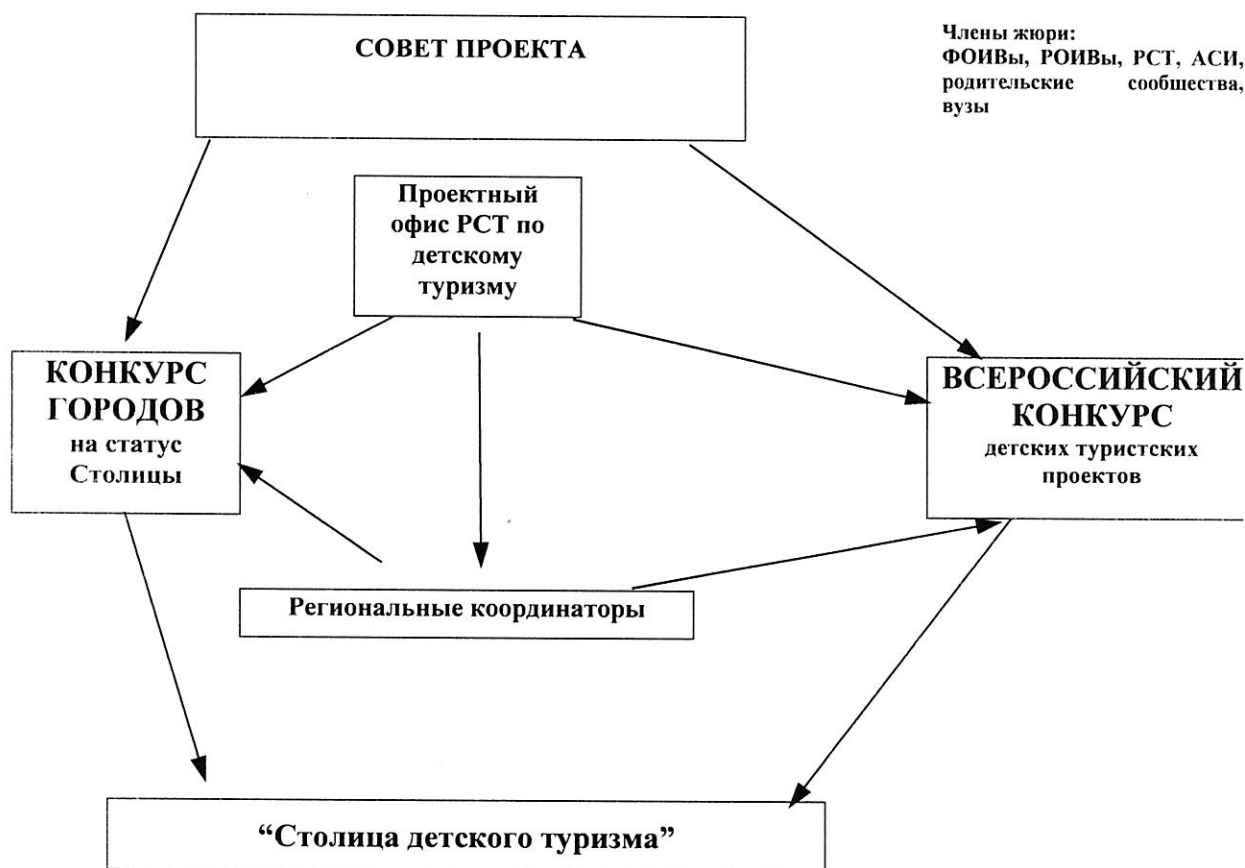 СОВЕТ ПРОЕКТА
Члены жюри:
ФОИВы, РОИВы, РСТ, АСИ,
родительские сообщества,
вузы
Проектный
офис РСТ по
детскому
туризму
КОНКУРС
ГОРОДОВ
на статус
Столицы
ВСЕРОССИЙСКИЙ
КОНКУРС
детских туристских
проектов
Региональные координаторы
“Столица детского туризма”